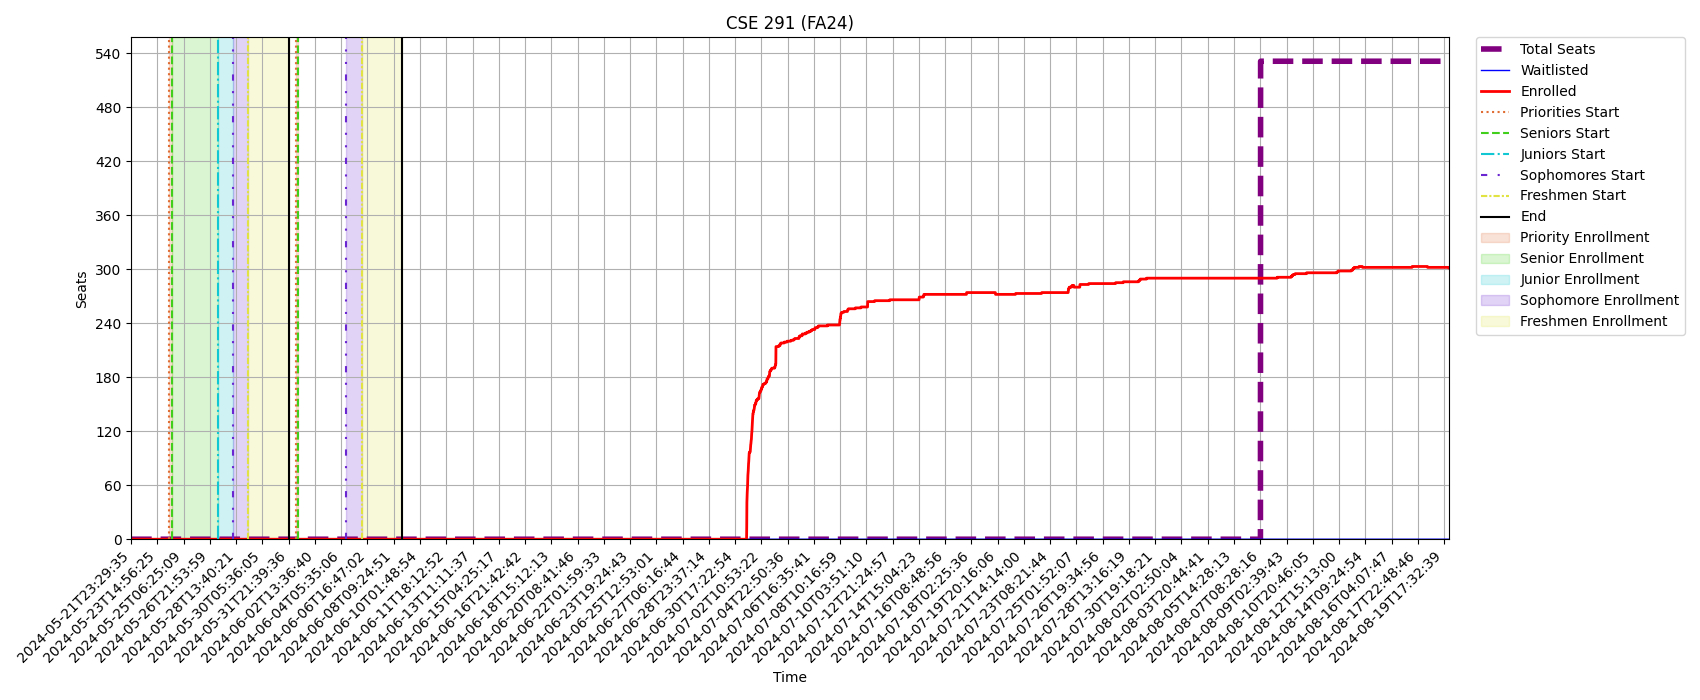 CSE 291 (FA24)
Seats
540
480
420
360
300
240
180
120
60
0
2024-05-21T23:29:35
2024-05-23T14:56:25
2024-05-25T06:25:09
2024-05-26T21:53:59
2024-05-28T13:40:21
2024-05-30T05:36:05
2024-05-31T21:39:36
2024-06-02T13:36:40
2024-06-04T05:35:06
2024-06-06T16:47:02
2024-06-08T09:24:51
2024-06-10T01:48:54
2024-06-11T18:12:52
2024-06-13T11:11:37
2024-06-15T04:25:17
2024-06-16T21:42:42
2024-06-18T15:12:13
2024-06-20T08:41:46
2024-06-22T01:59:33
2024-06-23T19:24:43
2024-06-25T12:53:01
2024-06-27T06:16:44
2024-06-28T23:37:14
2024-06-30T17:22:54
2024-07-02T10:53:22
2024-07-04T22:50:36
2024-07-06T16:35:41
2024-07-08T10:16:59
2024-07-10T03:51:10
2024-07-12T21:24:57
2024-07-14T15:04:23
2024-07-16T08:48:56
2024-07-18T02:25:36
2024-07-19T20:16:06
2024-07-21T14:14:00
2024-07-23T08:21:44
2024-07-25T01:52:07
2024-07-26T19:34:56
2024-07-28T13:16:19
2024-07-30T19:18:21
2024-08-02T02:50:04
2024-08-03T20:44:41
2024-08-05T14:28:13
2024-08-07T08:28:16
2024-08-09T02:39:43
2024-08-10T20:46:05
2024-08-12T15:13:00
2024-08-14T09:24:54
2024-08-16T04:07:47
2024-08-17T22:48:46
2024-08-19T17:32:39
Time
Total Seats
Waitlisted
Enrolled
Priorities Start
Seniors Start
Juniors Start
Sophomores Start
Freshmen Start
End
Priority Enrollment
Senior Enrollment
Junior Enrollment
Sophomore Enrollment
Freshmen Enrollment